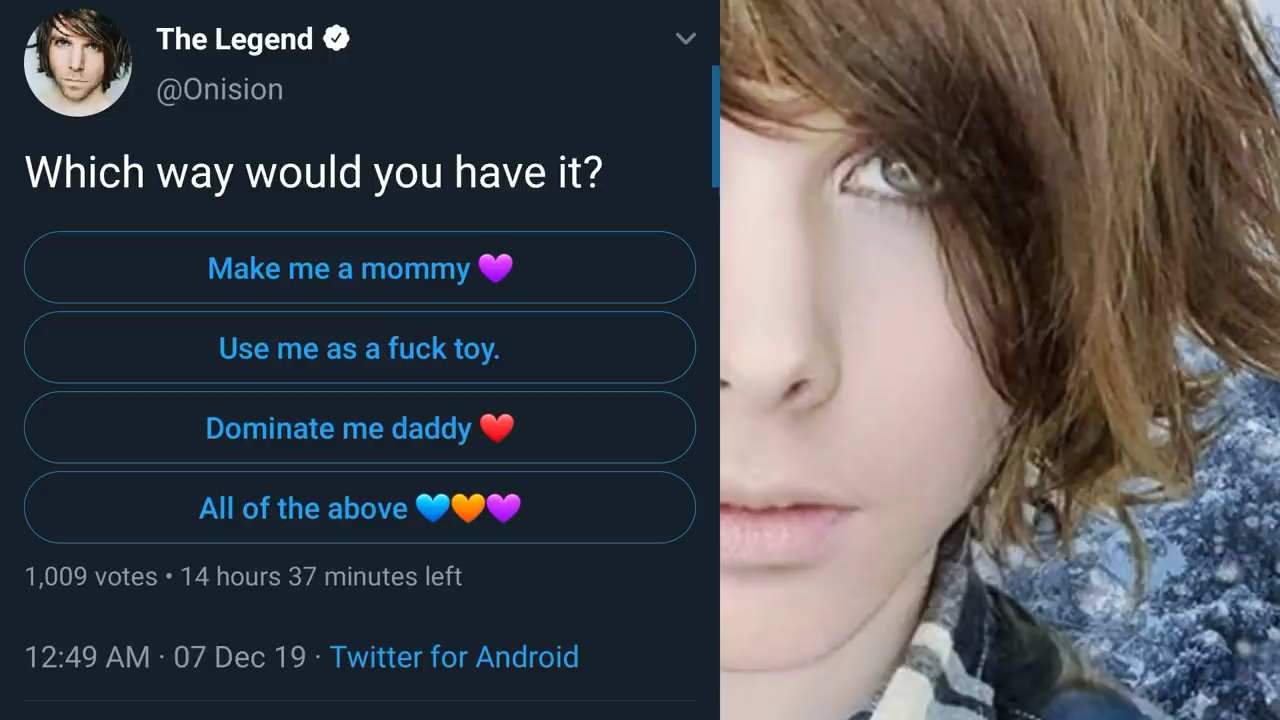 The Legend
@Onision
Which way would you have it?
Make me a mommy 💜
Use me as a fuck toy.
Dominate me daddy ❤️
All of the above 💙🧡💜
1,009 votes • 14 hours 37 minutes left
12:49 AM · 07 Dec 19 · Twitter for Android